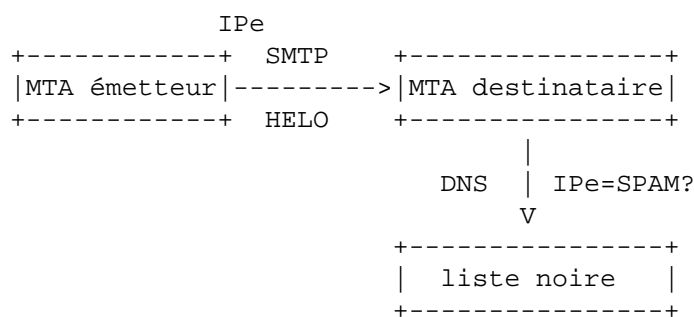 IPe
+------------+  SMTP     +----------------+
|MTA émetteur|--------->|MTA destinataire|
+------------+  HELO     +----------------+
|
DNS  | IPe=SPAM?
V
+----------------+
|  liste noire   |
+----------------+